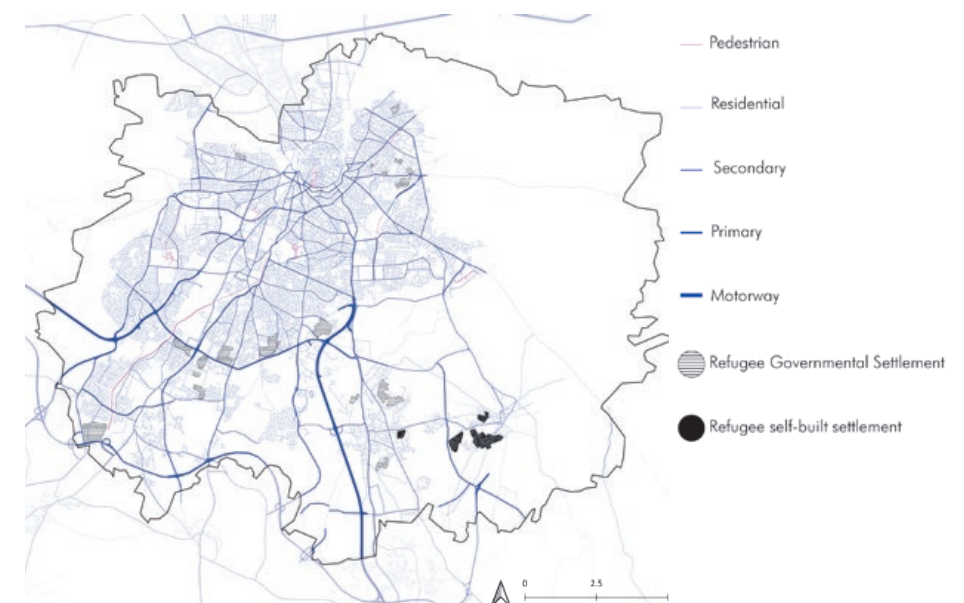 Pedestrian
Residential
Secondary
Primary
Motorway
Refugee Governmental Settlement
Refugee self-built settlement
0 2.5